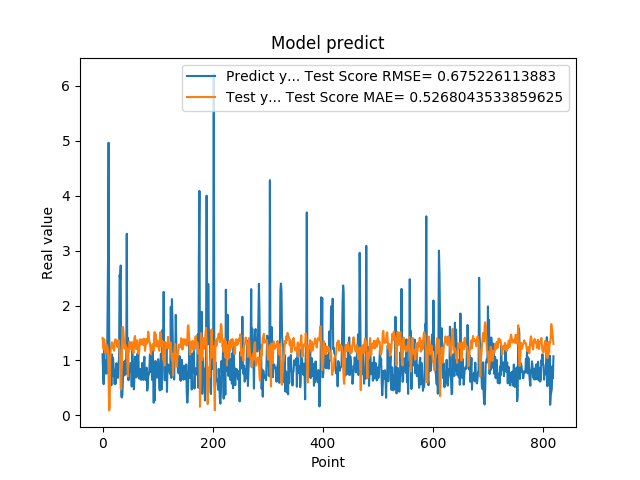 Model predict
Predict y... Test Score RMSE= 0.675226113883
Test y... Test Score MAE= 0.5268043533859625
Real value
6
5
4
3
2
1
0
0 200 400 600 800
Point